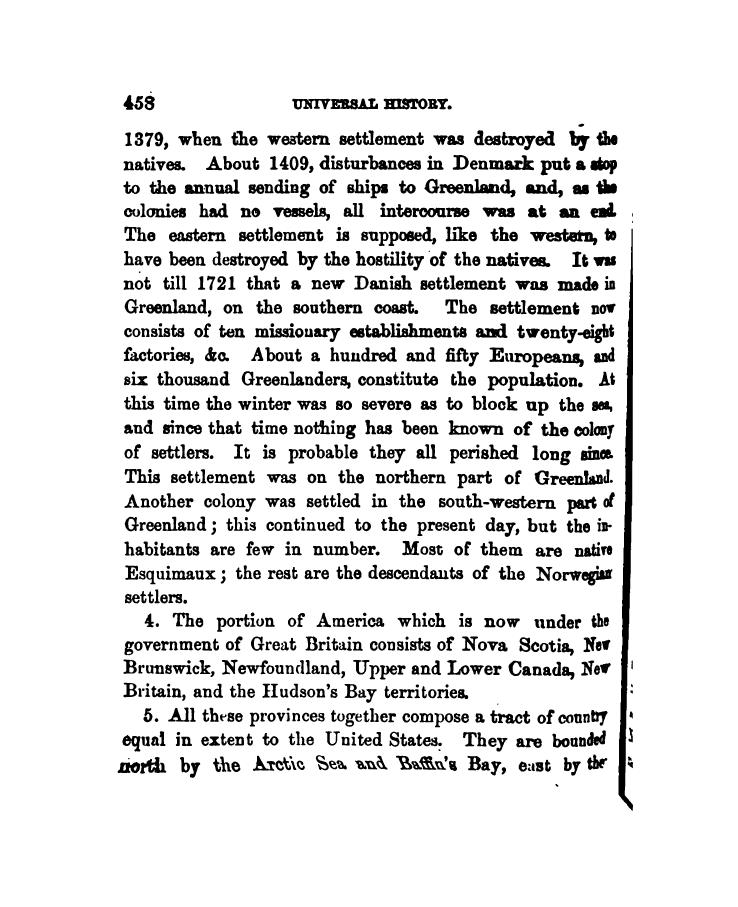 458 UNIVERSAL HISTORY.
1379, when the western settlement was destroyed by the
natives. About 1409, disturbances in Denmark put a stop
to the annual sending of ships to Greenland, and, as the
colonies had no vessels, all intercourse was at an end.
The eastern settlement is supposed, like the western, to
have been destroyed by the hostility of the natives. It was
not till 1721 that a new Danish settlement was made in
Greenland, on the southern coast. The settlement now
consists of ten missionary establishments and twenty-eight
factories, &c. About a hundred and fifty Europeans, and
six thousand Greenlanders, constitute the population. At
this time the winter was so severe as to block up the sea,
and since that time nothing has been known of the colony
of settlers. It is probable they all perished long since.
This settlement was on the northern part of Greenland.
Another colony was settled in the south-western part of
Greenland; this continued to the present day, but the in-
habitants are few in number. Most of them are native
Esquimaux; the rest are the descendants of the Norwegian
settlers.
4. The portion of America which is now under the
government of Great Britain consists of Nova Scotia, New
Brunswick, Newfoundland, Upper and Lower Canada, New
Britain, and the Hudson's Bay territories.
5. All these provinces together compose a tract of country
equal in extent to the United States. They are bounded
north by the Arctic Sea and Baffin's Bay, east by the